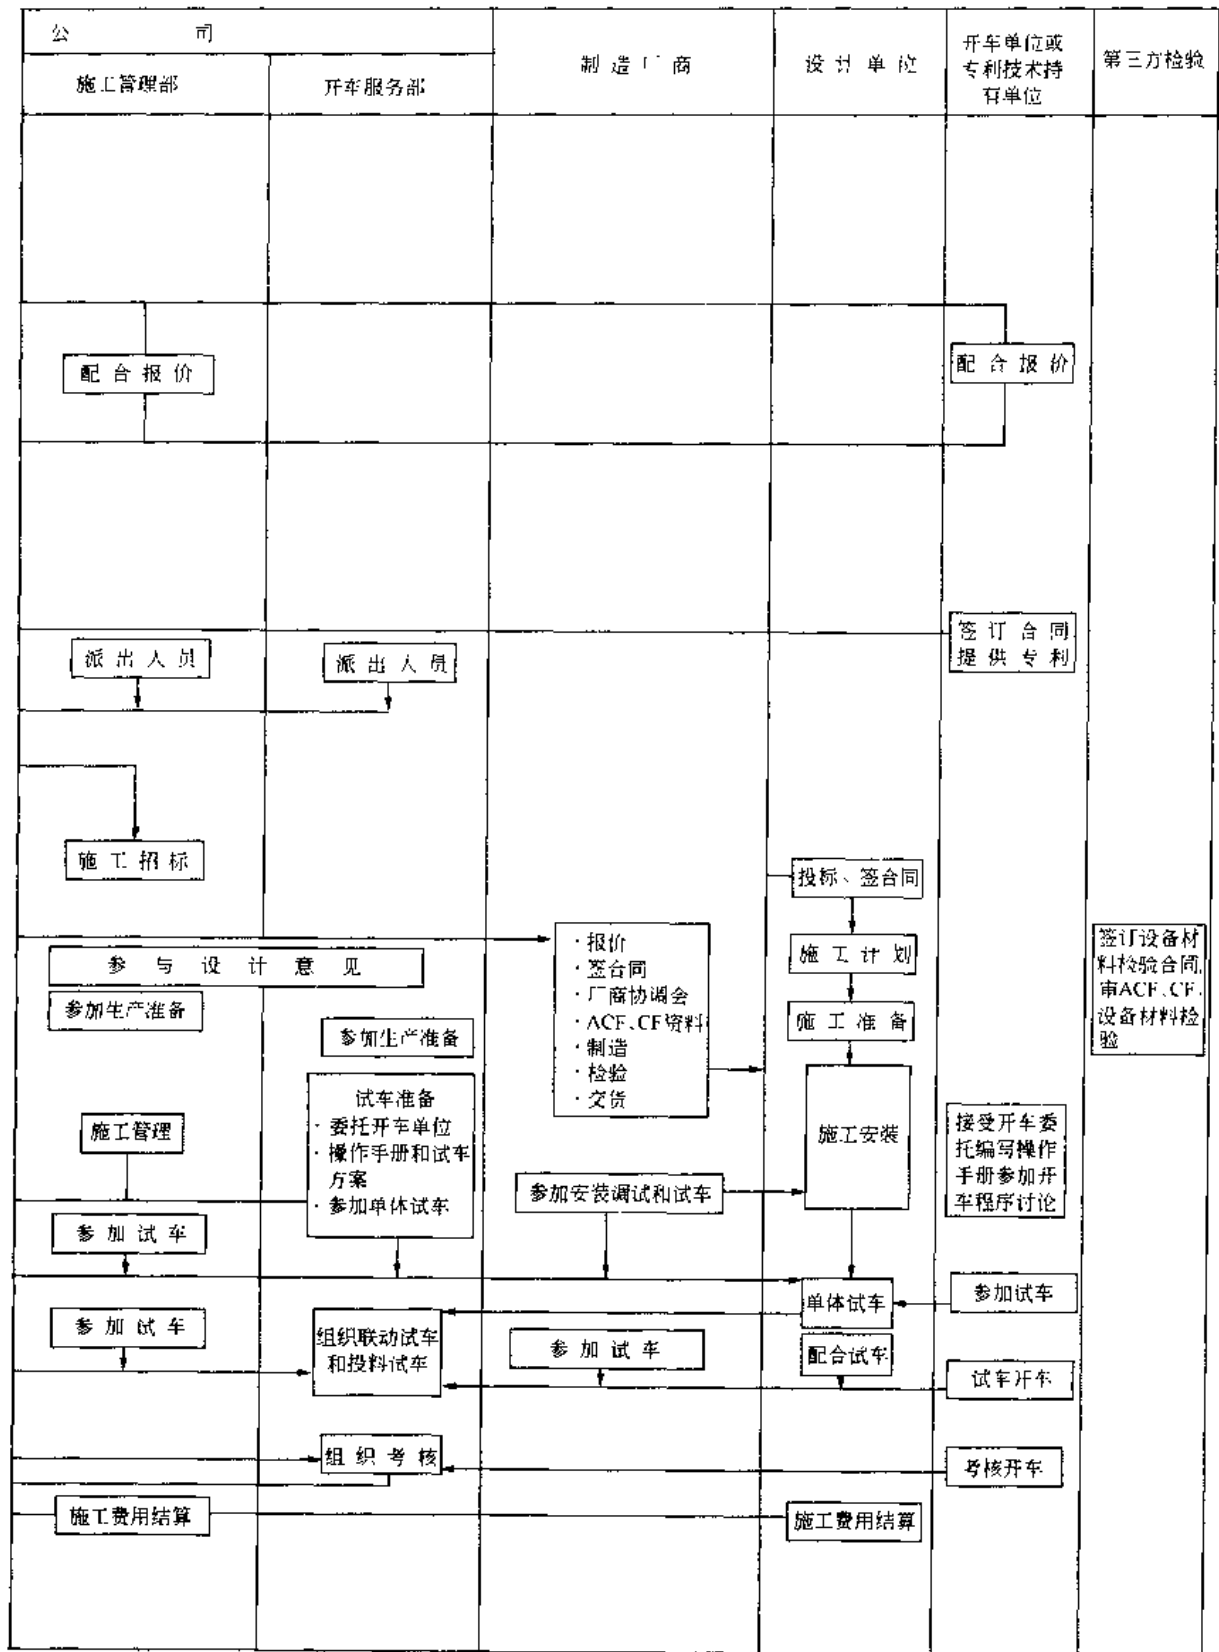 公 司
施工管理部
开车服务部
制造厂商
设计单位
开车单位或
专利技术持
有单位
第三方检验
配合报价
配合报价
签订合同
提供专利
派出人员
派出人员
施工招标
投标、签合同
施工计划
施工准备
施工安装
参与设计意见
参加生产准备
参加生产准备
·报价
·签合同
·厂商协调会
·ACF、CF资料
·制造
·检验
·交货
签订设备材
料检验合同,
审ACF、CF,
设备材料检
验
试车准备
·委托开车单位
·操作手册和试车
方案
·参加单体试车
施工管理
接受开车委
托编写操作
手册参加开
车程序讨论
参加安装调试和试车
参加试车
单体试车
参加试车
参加试车
组织联动试车
和投料试车
参加试车
配合试车
试车开车
组织考核
考核开车
施工费用结算
施工费用结算